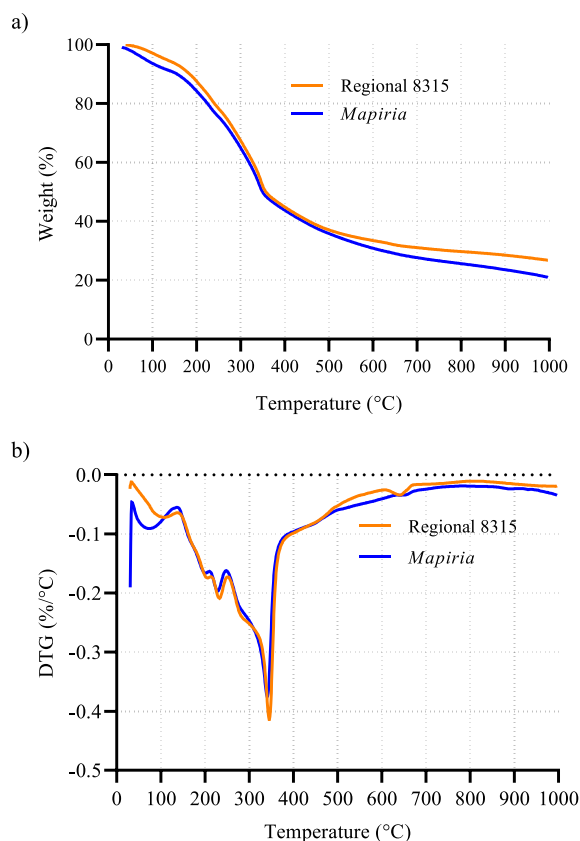 a)
100
80
60
40
20
0
Weight (%)
Regional 8315
Mapiria
0 100 200 300 400 500 600 700 800 900 1000
Temperature (°C)
b)
0.0
-0.1
-0.2
-0.3
-0.4
-0.5
DTG (%/°C)
Regional 8315
Mapiria
0 100 200 300 400 500 600 700 800 900 1000
Temperature (°C)